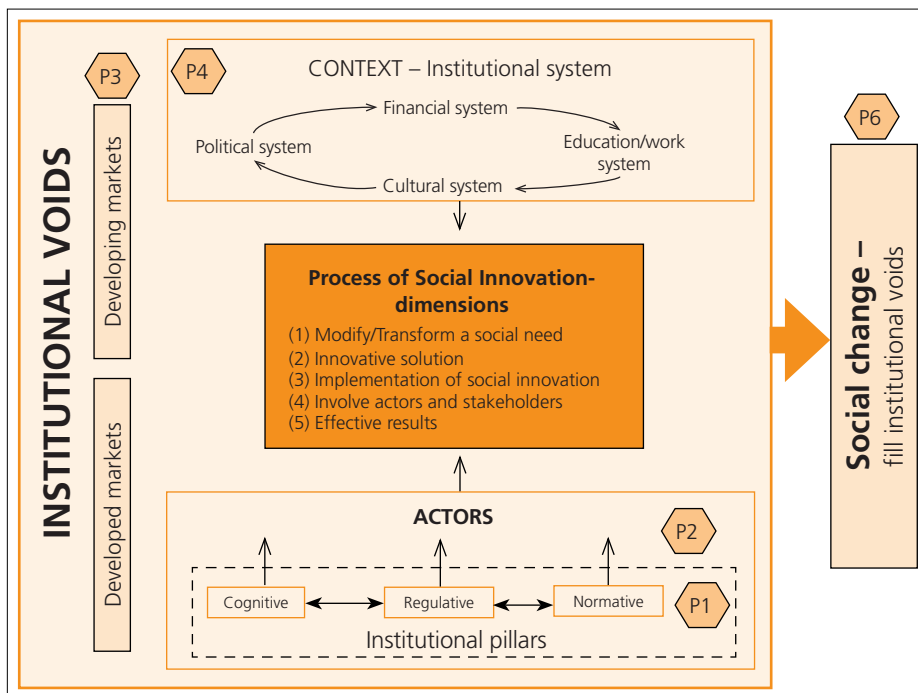 INSTITUTIONAL VOIDS
P3
Developing markets
Developed markets
P4
CONTEXT – Institutional system
Financial system
Political system
Education/work
system
Cultural system
Process of Social Innovation-
dimensions
(1) Modify/Transform a social need
(2) Innovative solution
(3) Implementation of social innovation
(4) Involve actors and stakeholders
(5) Effective results
ACTORS
P2
Cognitive
Regulative
Normative
P1
Institutional pillars
P6
Social change –
fill institutional voids